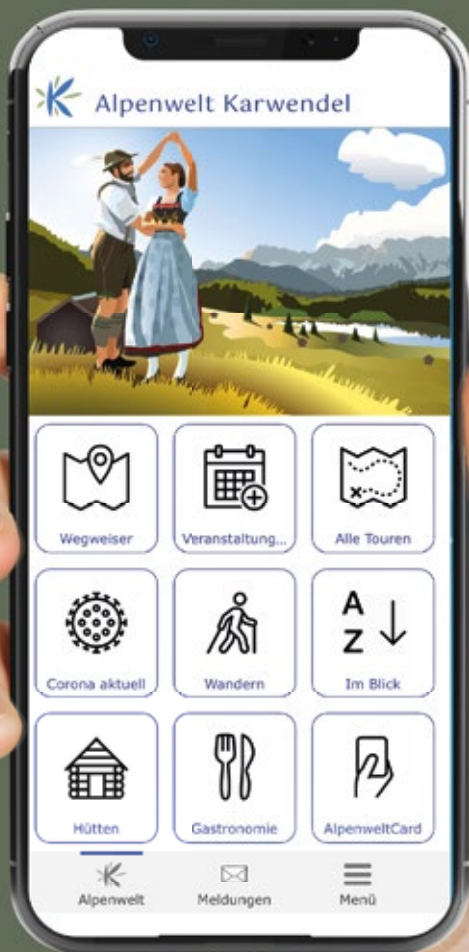 Alpenwelt Karwendel
Wegweiser
Veranstaltung...
Alle Touren
Corona aktuell
Wandern
A
Z
Im Blick
Hütten
Gastronomie
AlpenweltCard
Alpenwelt
Meldungen
Menü